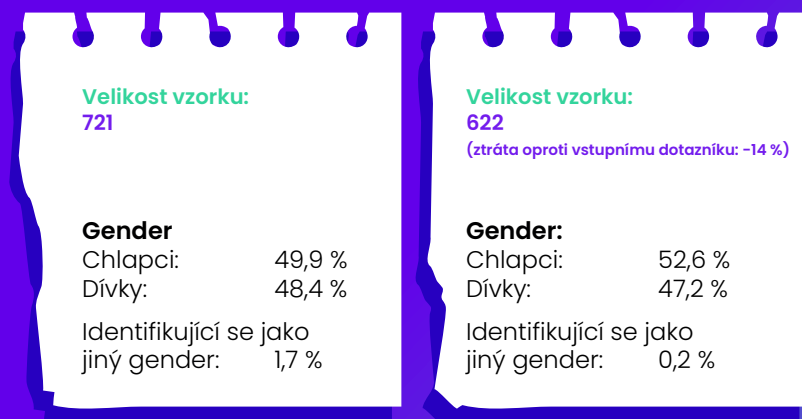 Velikost vzorku:
721
Gender
Chlapci: 49,9 %
Dívky: 48,4 %
Identifikující se jako
jiný gender: 1,7 %
Velikost vzorku:
622
(ztráta oproti vstupnímu dotazníku: -14 %)
Gender:
Chlapci: 52,6 %
Dívky: 47,2 %
Identifikující se jako
jiný gender: 0,2 %